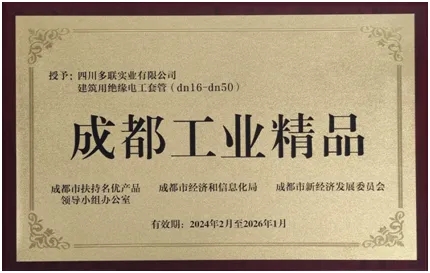 授予：四川多联实业有限公司
建筑用绝缘电工套管（dn16-dn50）
成都工业精品
成都市扶持名优产品
领导小组办公室
成都市经济和信息化局
成都市新经济发展委员会
有效期：2024年2月至2026年1月